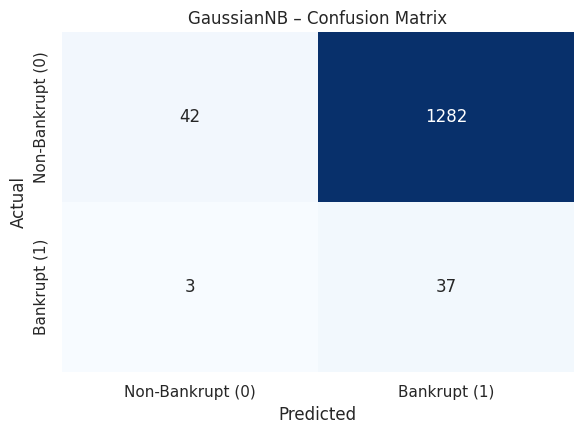 GaussianNB – Confusion Matrix
Actual
Non-Bankrupt (0)
42
1282
Bankrupt (1)
3
37
Non-Bankrupt (0)
Bankrupt (1)
Predicted